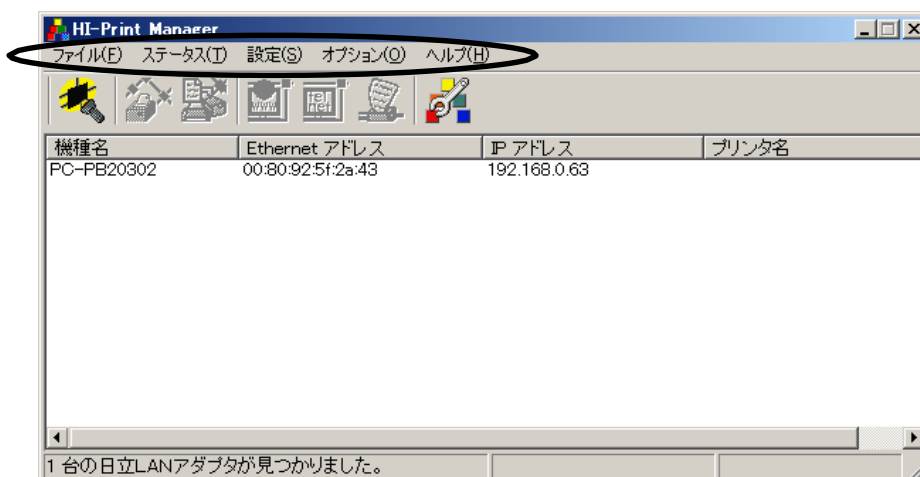 HI-Print Manager
ファイル(F) ステータス(T) 設定(S) オプション(O) ヘルプ(H)
WWW tel net
機種名 Ethernet アドレス IP アドレス プリンタ名
PC-PB20302 00:80:92:5f:2a:43 192.168.0.63
1 台の日立LANアダプタが見つかりました。